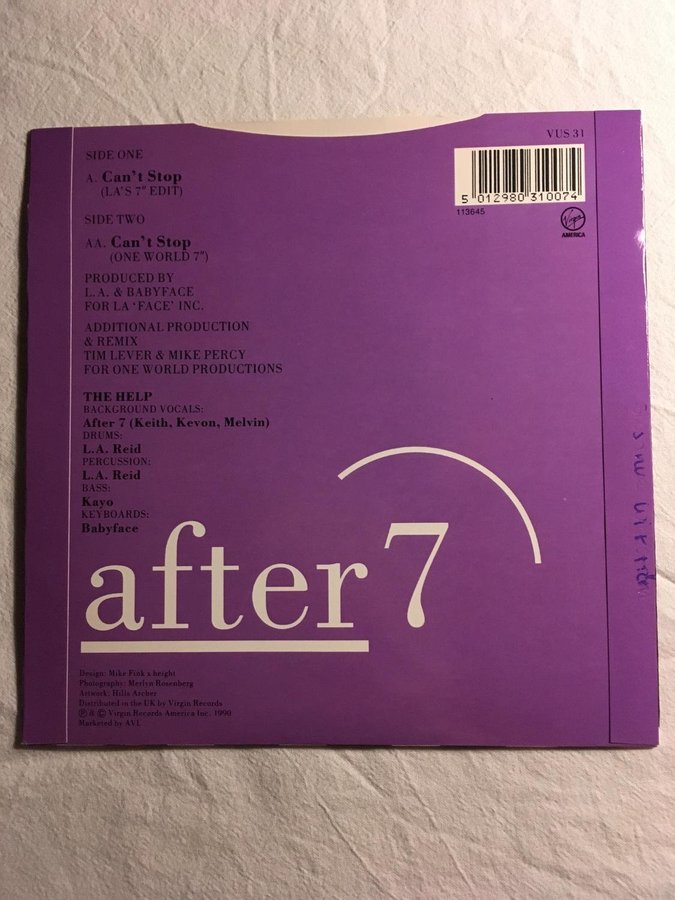 VUS 31
SIDE ONE
A. Can't Stop
(LA'S 7" EDIT)
5 012980 310074
113645
Virgin
AMERICA
SIDE TWO
AA. Can't Stop
(ONE WORLD 7")
PRODUCED BY
L.A. & BABYFACE
FOR LA 'FACE' INC.
ADDITIONAL PRODUCTION
& REMIX
TIM LEVER & MIKE PERCY
FOR ONE WORLD PRODUCTIONS
THE HELP
BACKGROUND VOCALS:
After 7 (Keith, Kevon, Melvin)
DRUMS:
L.A. Reid
PERCUSSION:
L.A. Reid
BASS:
Kayo
KEYBOARDS:
Babyface
after 7
Design: Mike Fink x height
Photography: Merlyn Rosenberg
Artwork: Hills Archer
Distributed in the UK by Virgin Records
Ⓟ & © Virgin Records America Inc. 1990
Marketed by AVL